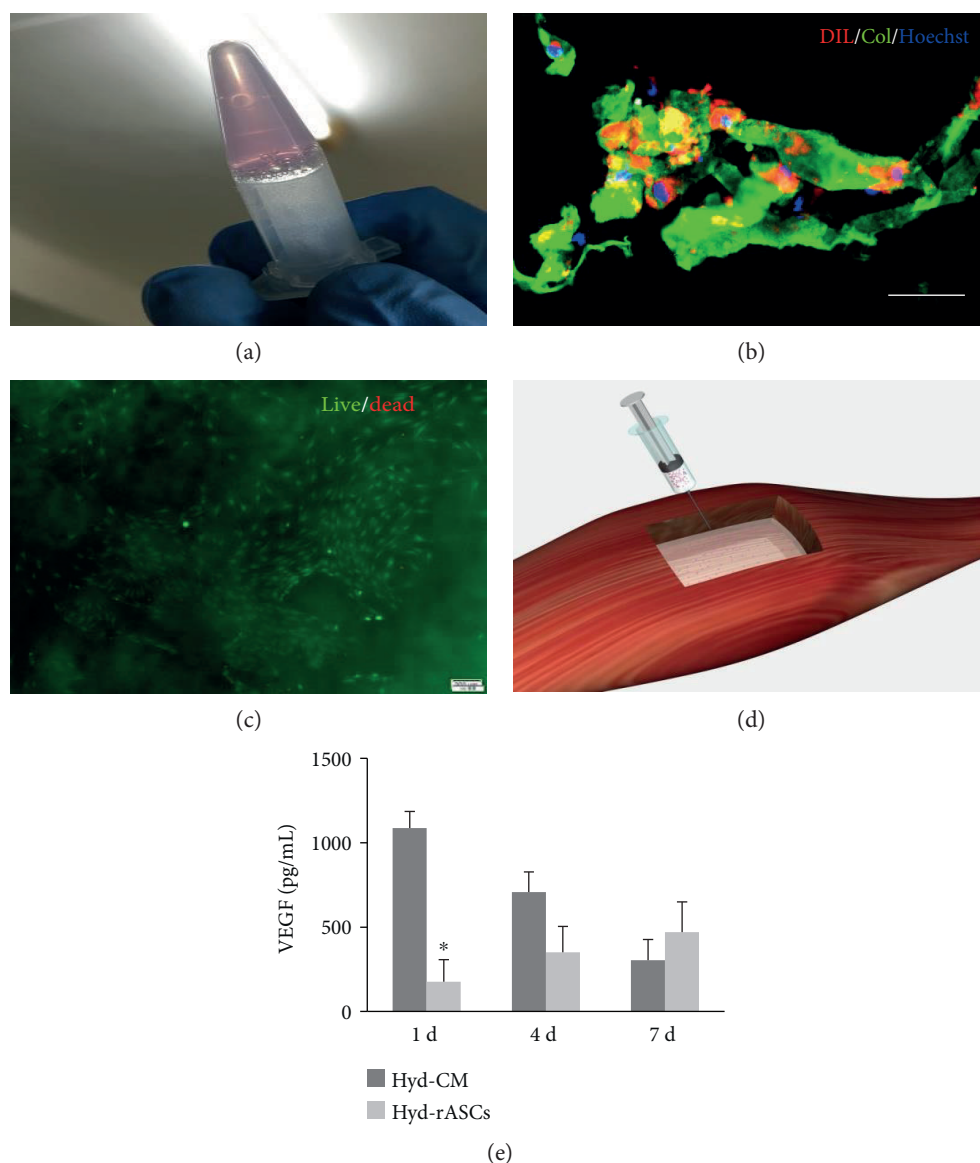 DIL/Col/Hoechst
(a)
(b)
Live/dead
(c)
(d)
1500
1000
500
0
VEGF (pg/mL)
*
1 d
4 d
7 d
Hyd-CM
Hyd-rASCs
(e)